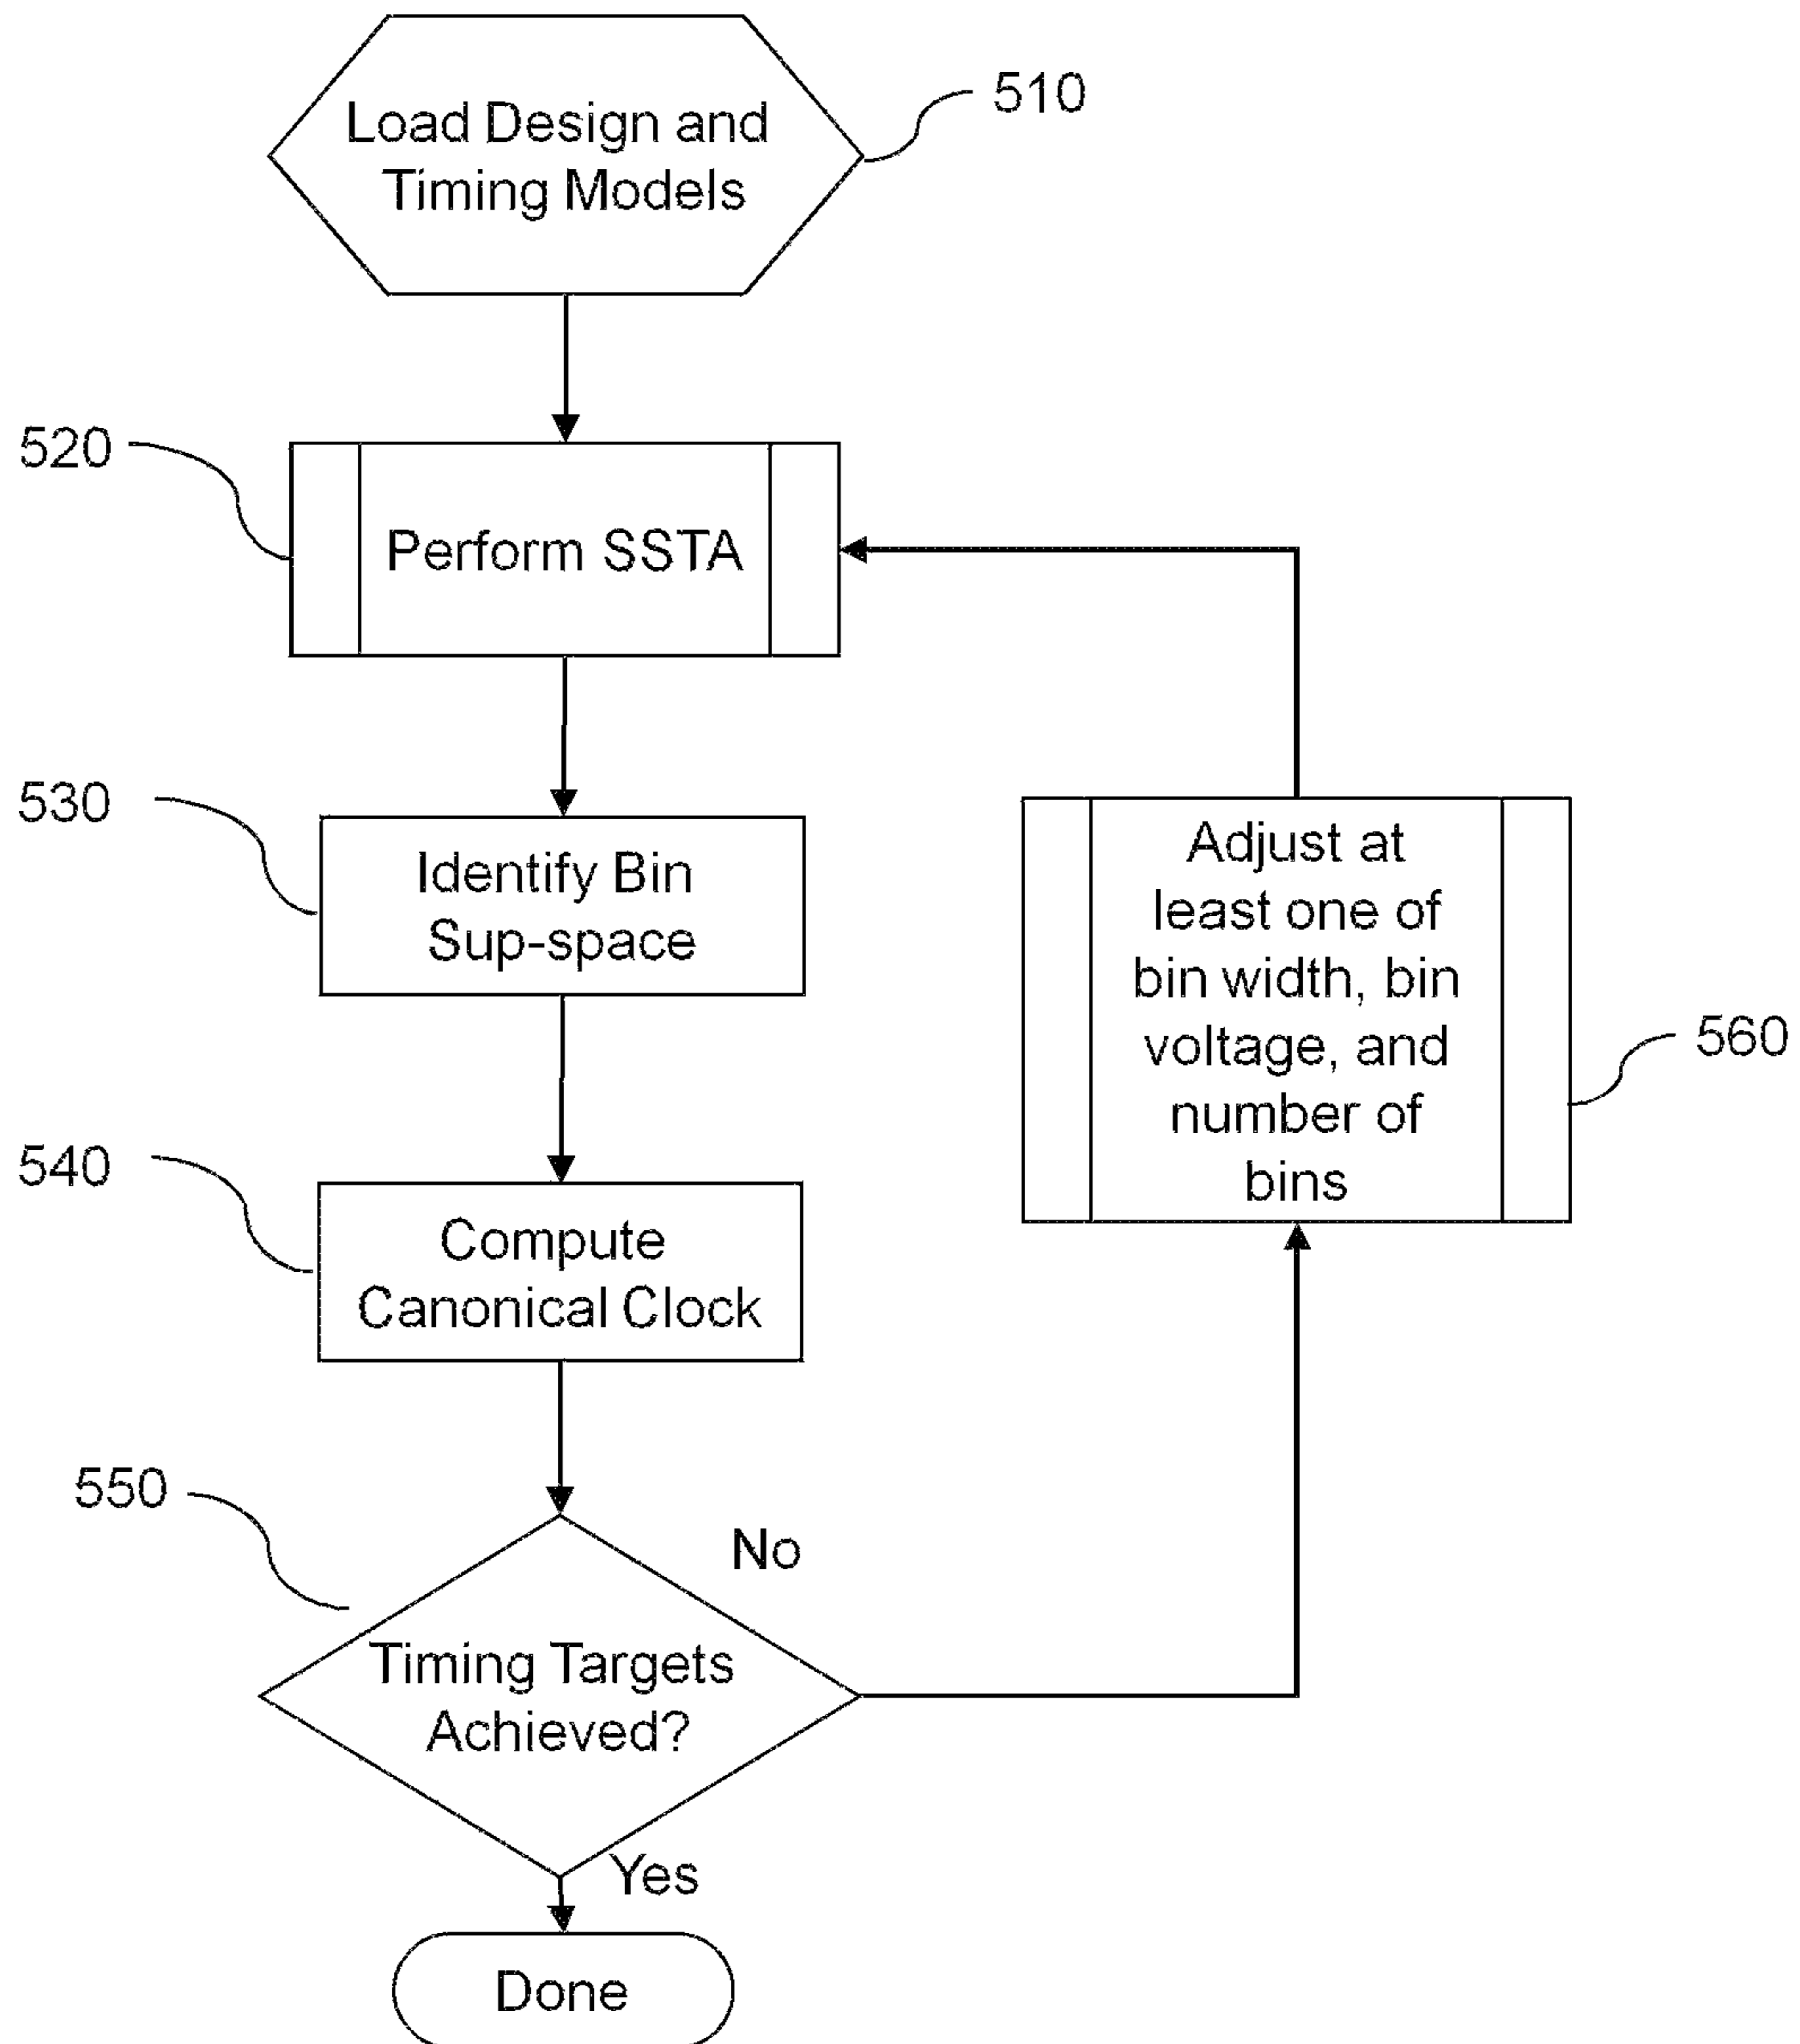 Load Design and
Timing Models
510
520
Perform SSTA
530
Identify Bin
Sup-space
Adjust at
least one of
bin width, bin
voltage, and
number of
bins
560
540
Compute
Canonical Clock
550
No
Timing Targets
Achieved?
Yes
Done